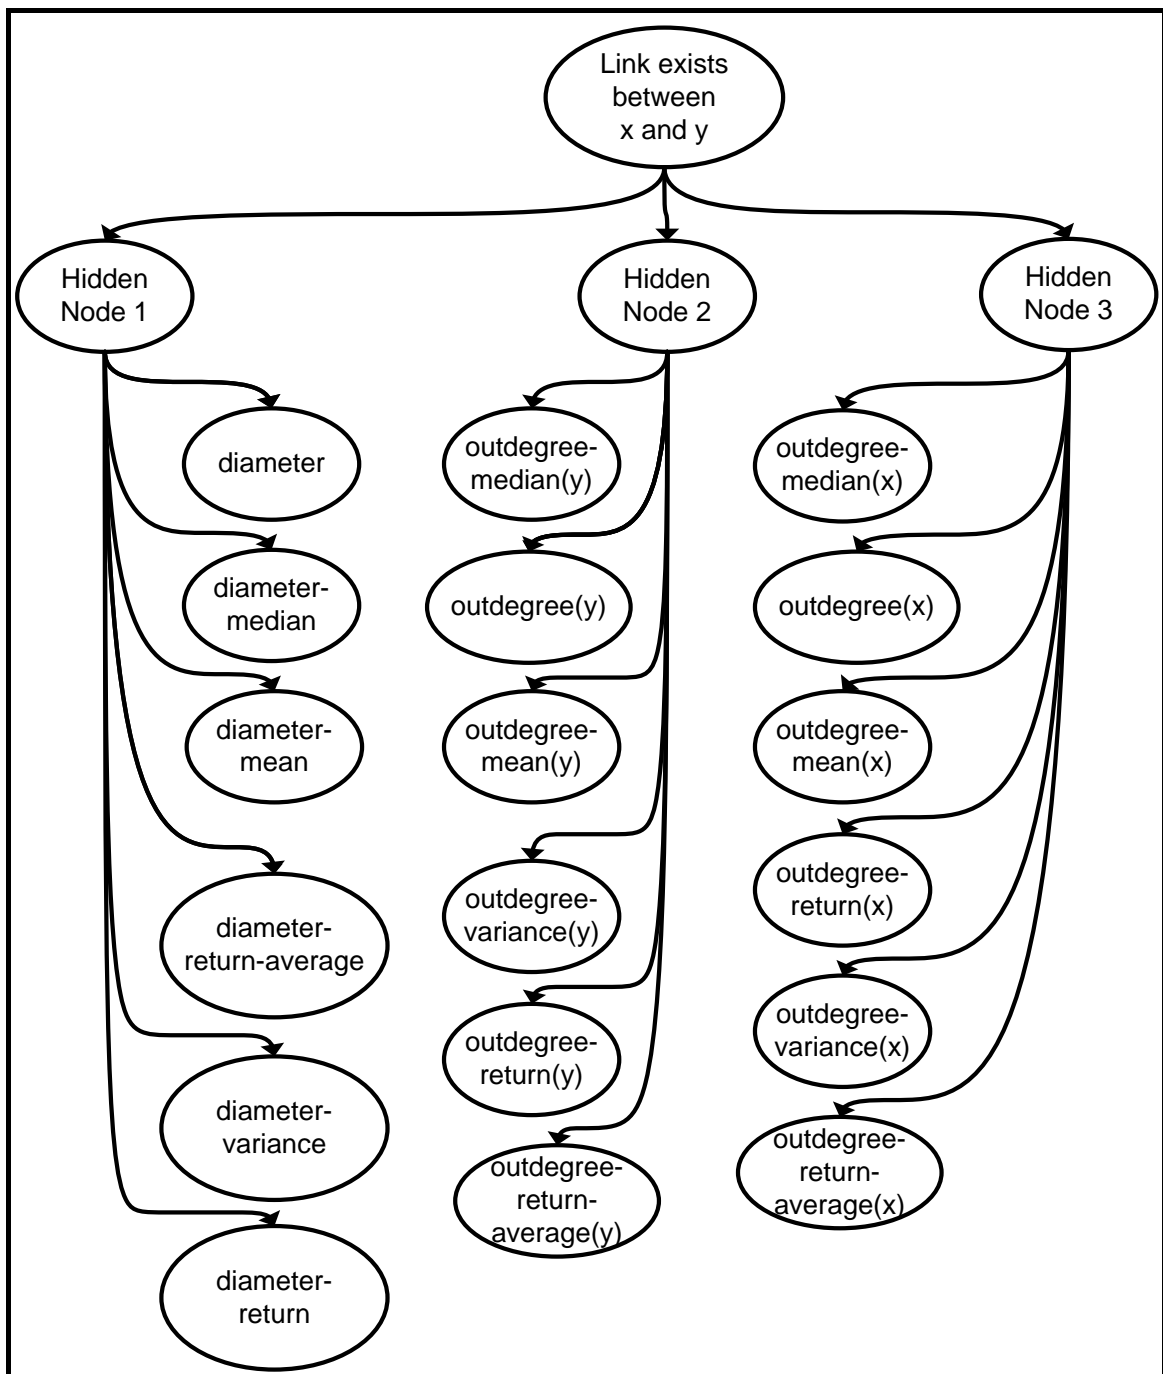 Link exists
between
x and y
Hidden
Node 1
Hidden
Node 2
Hidden
Node 3
diameter
diameter-
median
diameter-
mean
diameter-
return-average
diameter-
variance
diameter-
return
outdegree-
median(y)
outdegree(y)
outdegree-
mean(y)
outdegree-
variance(y)
outdegree-
return(y)
outdegree-
return-
average(y)
outdegree-
median(x)
outdegree(x)
outdegree-
mean(x)
outdegree-
return(x)
outdegree-
variance(x)
outdegree-
return-
average(x)